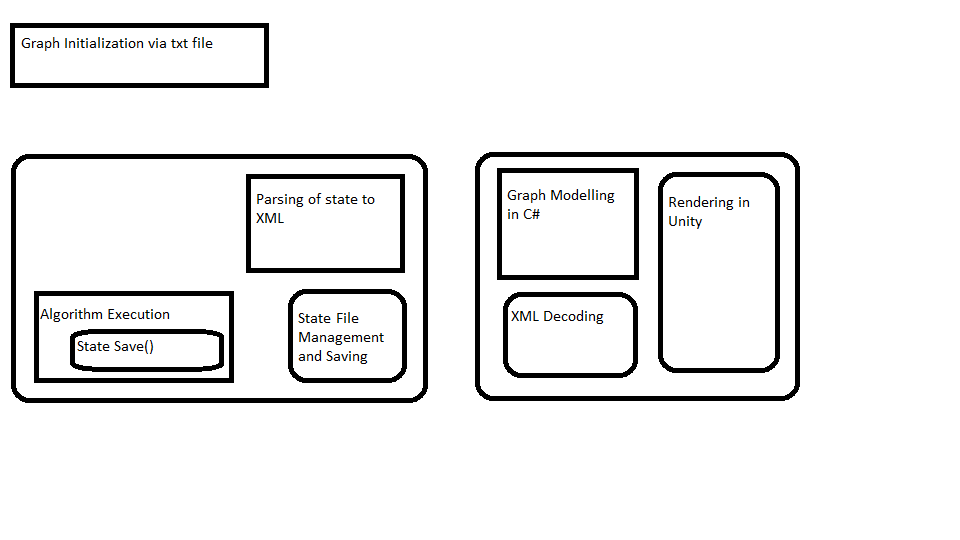 Graph Initialization via txt file
Parsing of state to
XML
Algorithm Execution
State Save()
State File
Management
and Saving
Graph Modelling
in C#
XML Decoding
Rendering in
Unity